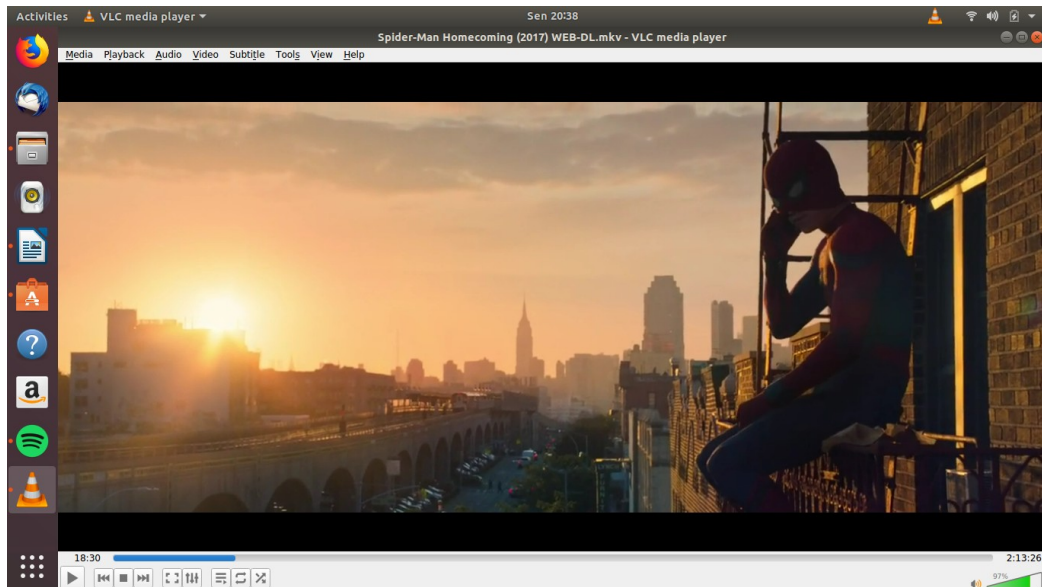 Activities VLC media player Sen 20:38
Spider-Man Homecoming (2017) WEB-DL.mkv - VLC media player
Media Playback Audio Video Subtitle Tools View Help
a
18:30 2:13:26
97%